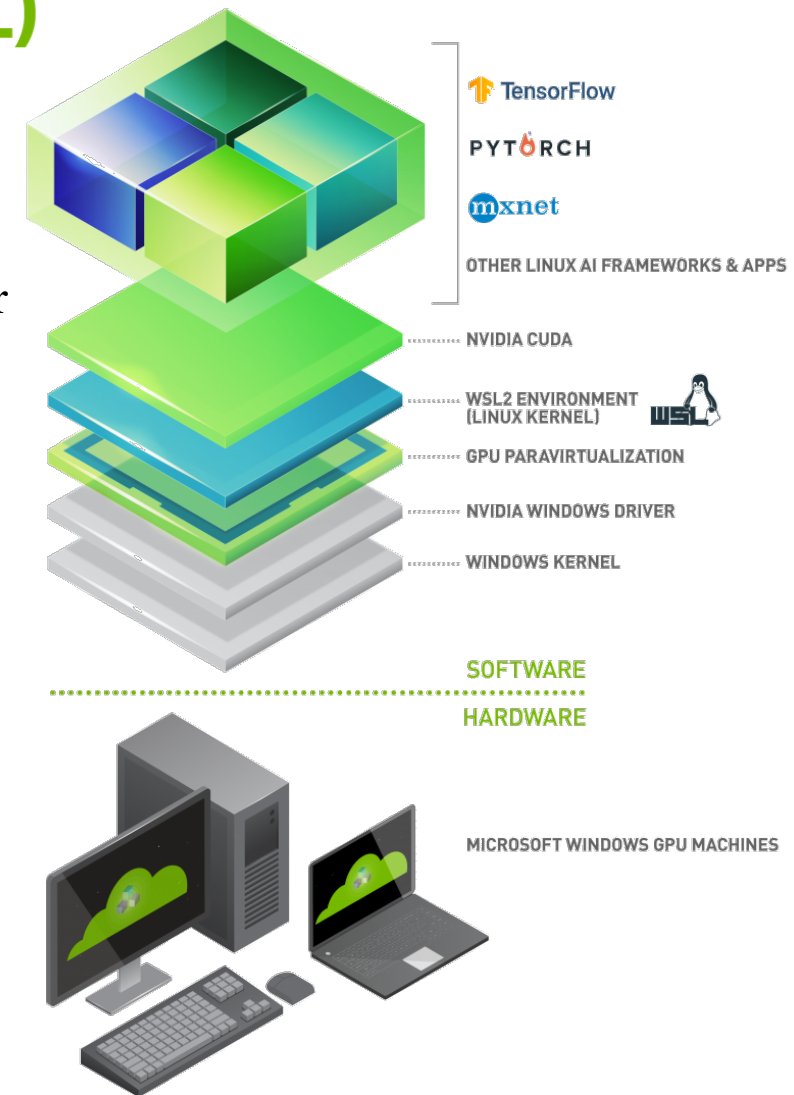 L)
r
TensorFlow
PYTORCH
mxnet
OTHER LINUX AI FRAMEWORKS & APPS
NVIDIA CUDA
WSL2 ENVIRONMENT
(LINUX KERNEL)
WSL
GPU PARAVIRTUALIZATION
NVIDIA WINDOWS DRIVER
WINDOWS KERNEL
SOFTWARE
HARDWARE
MICROSOFT WINDOWS GPU MACHINES